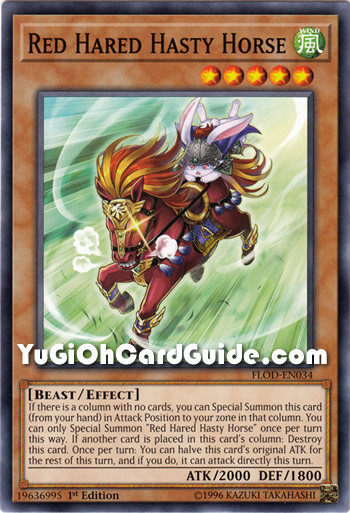 RED HARED HASTY HORSE
WIND
風
YuGiOhCardGuide.com
FLOD-EN034
[BEAST/EFFECT]
If there is a column with no cards, you can Special Summon this card
(from your hand) in Attack Position to your zone in that column. You
can only Special Summon "Red Hared Hasty Horse" once per turn
this way. If another card is placed in this card's column: Destroy
this card. Once per turn: You can halve this card's original ATK for
the rest of this turn, and if you do, it can attack directly this turn.
ATK/2000 DEF/1800
19636995 1st Edition ©1996 KAZUKI TAKAHASHI